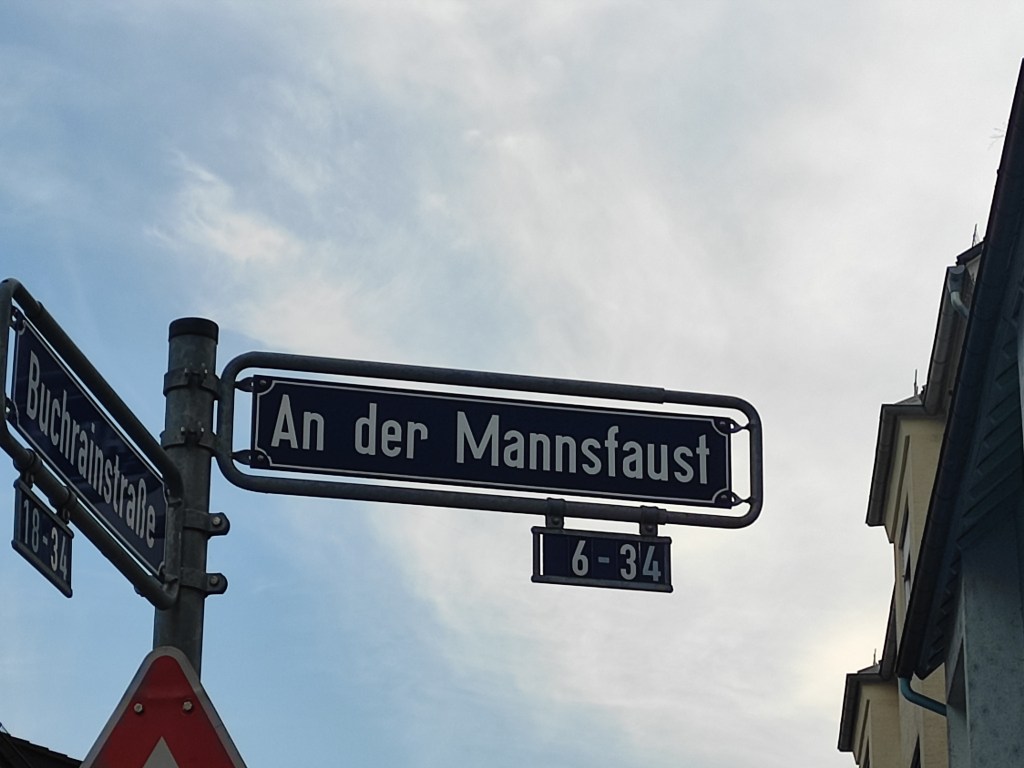 Buchrainstraße
18-34
An der Mannsfaust
6-34